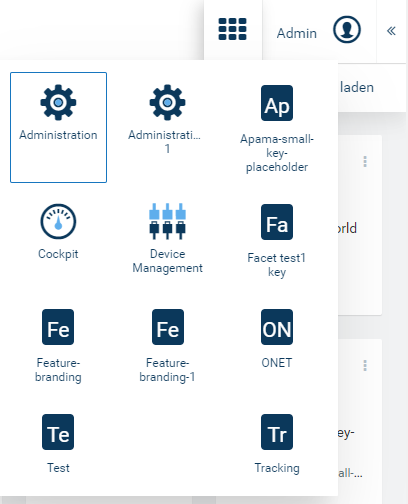 Admin
«
laden
Administration
Administrati...
1
Ap
Apama-small-
key-
placeholder
Cockpit
Device
Management
Fa
Facet test1
key
orld
Fe
Feature-
branding
Fe
Feature-
branding-1
ON
ONET
Te
Test
Tr
Tracking
ey-
all-...